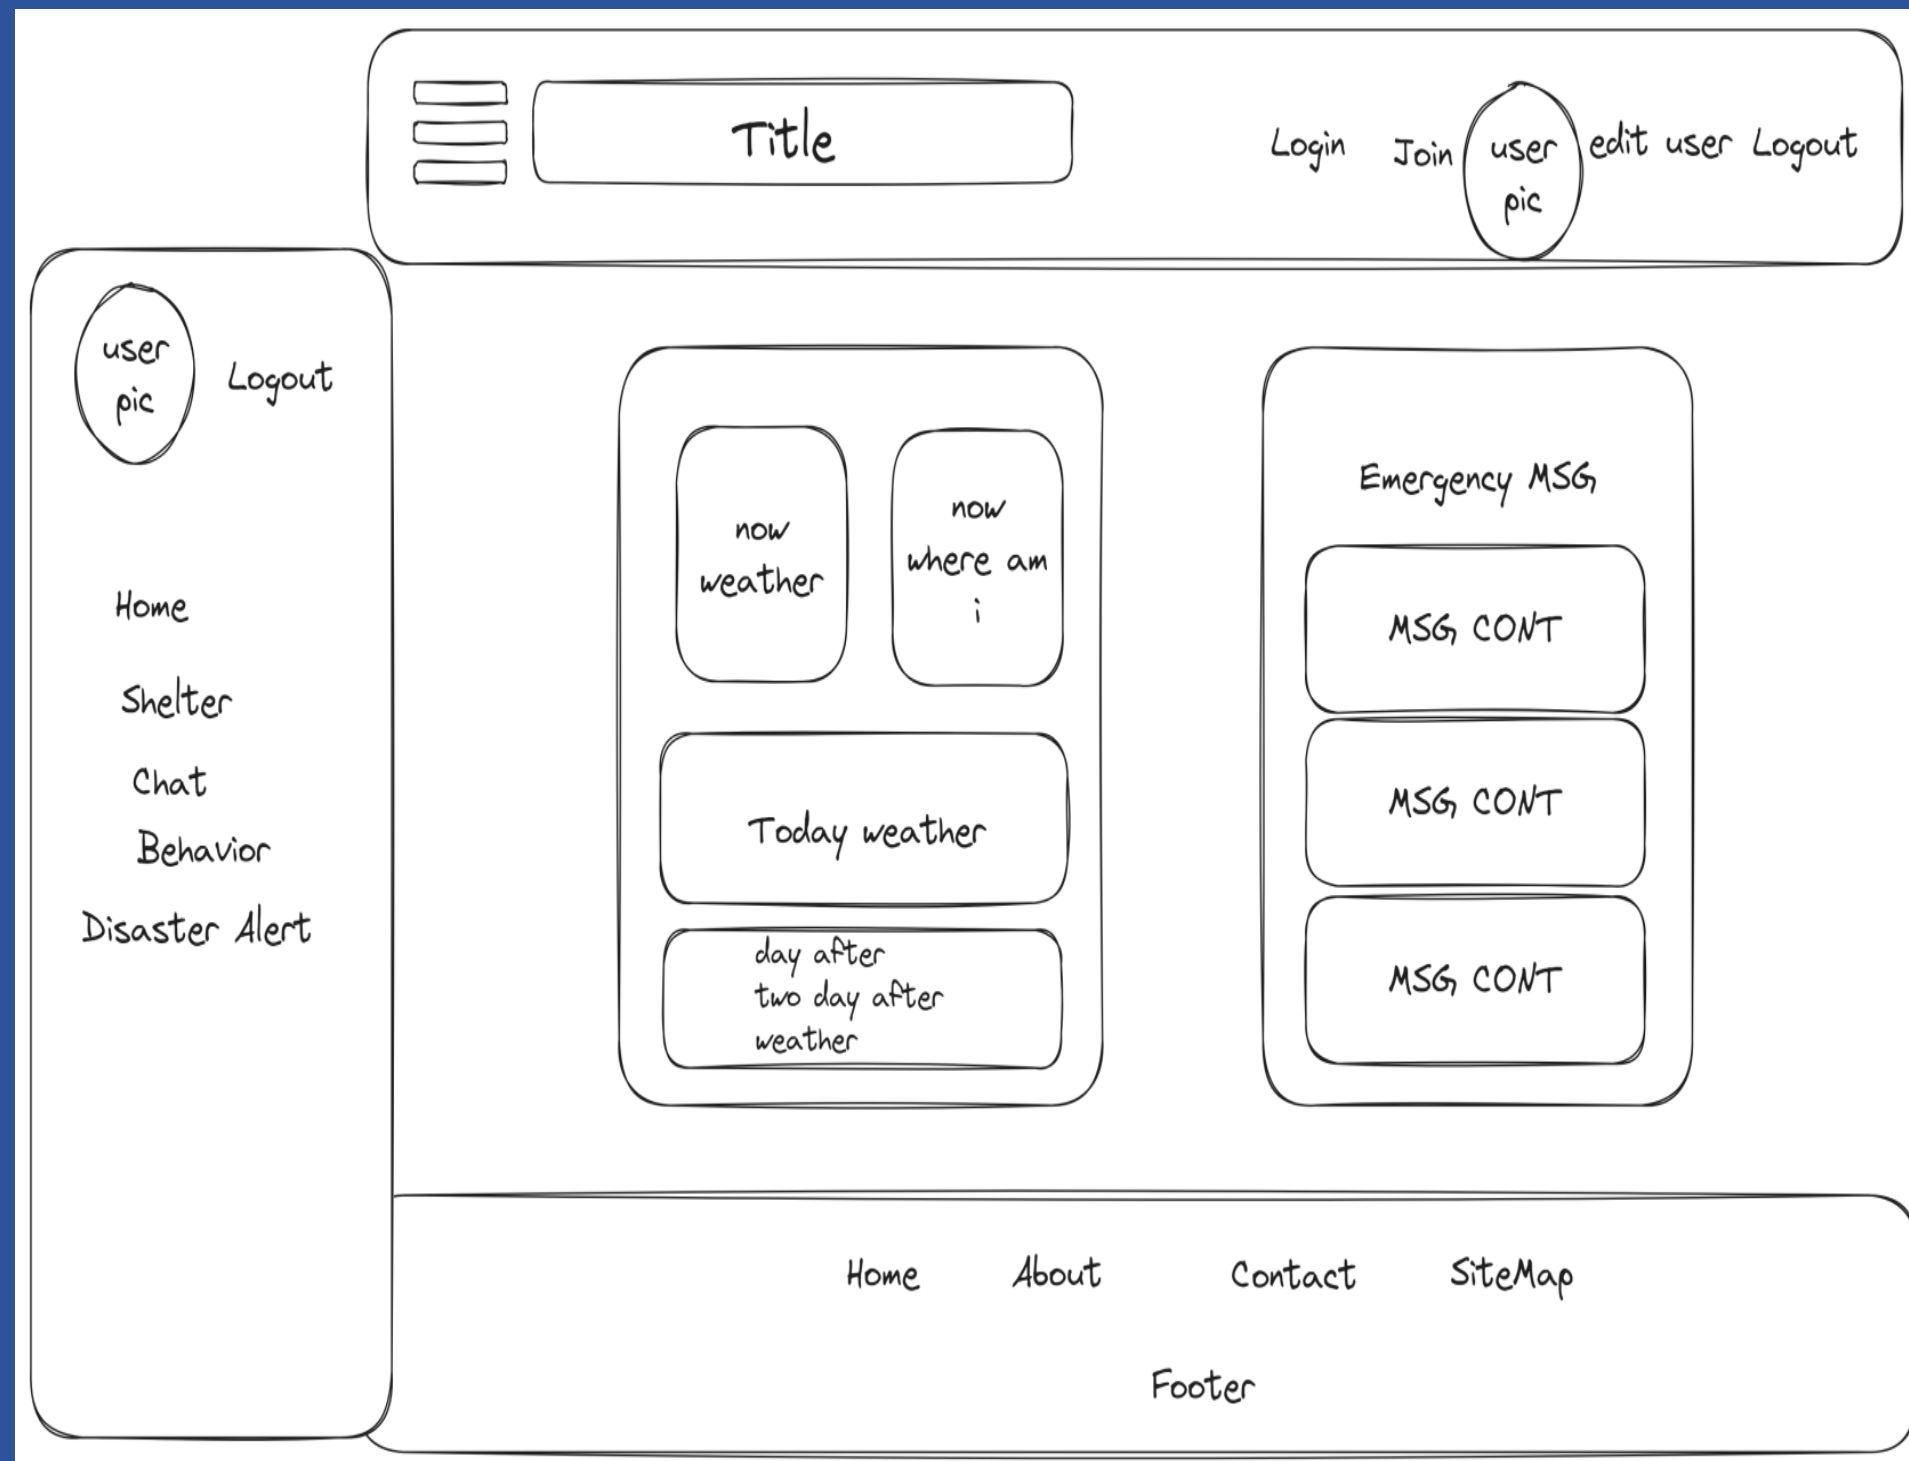 Title
Login Join user pic edit user Logout
user
pic
Logout
Home
Shelter
Chat
Behavior
Disaster Alert
now
weather
now
where am
i
Today weather
day after
two day after
weather
Emergency MSG
MSG CONT
MSG CONT
MSG CONT
Home About Contact SiteMap
Footer